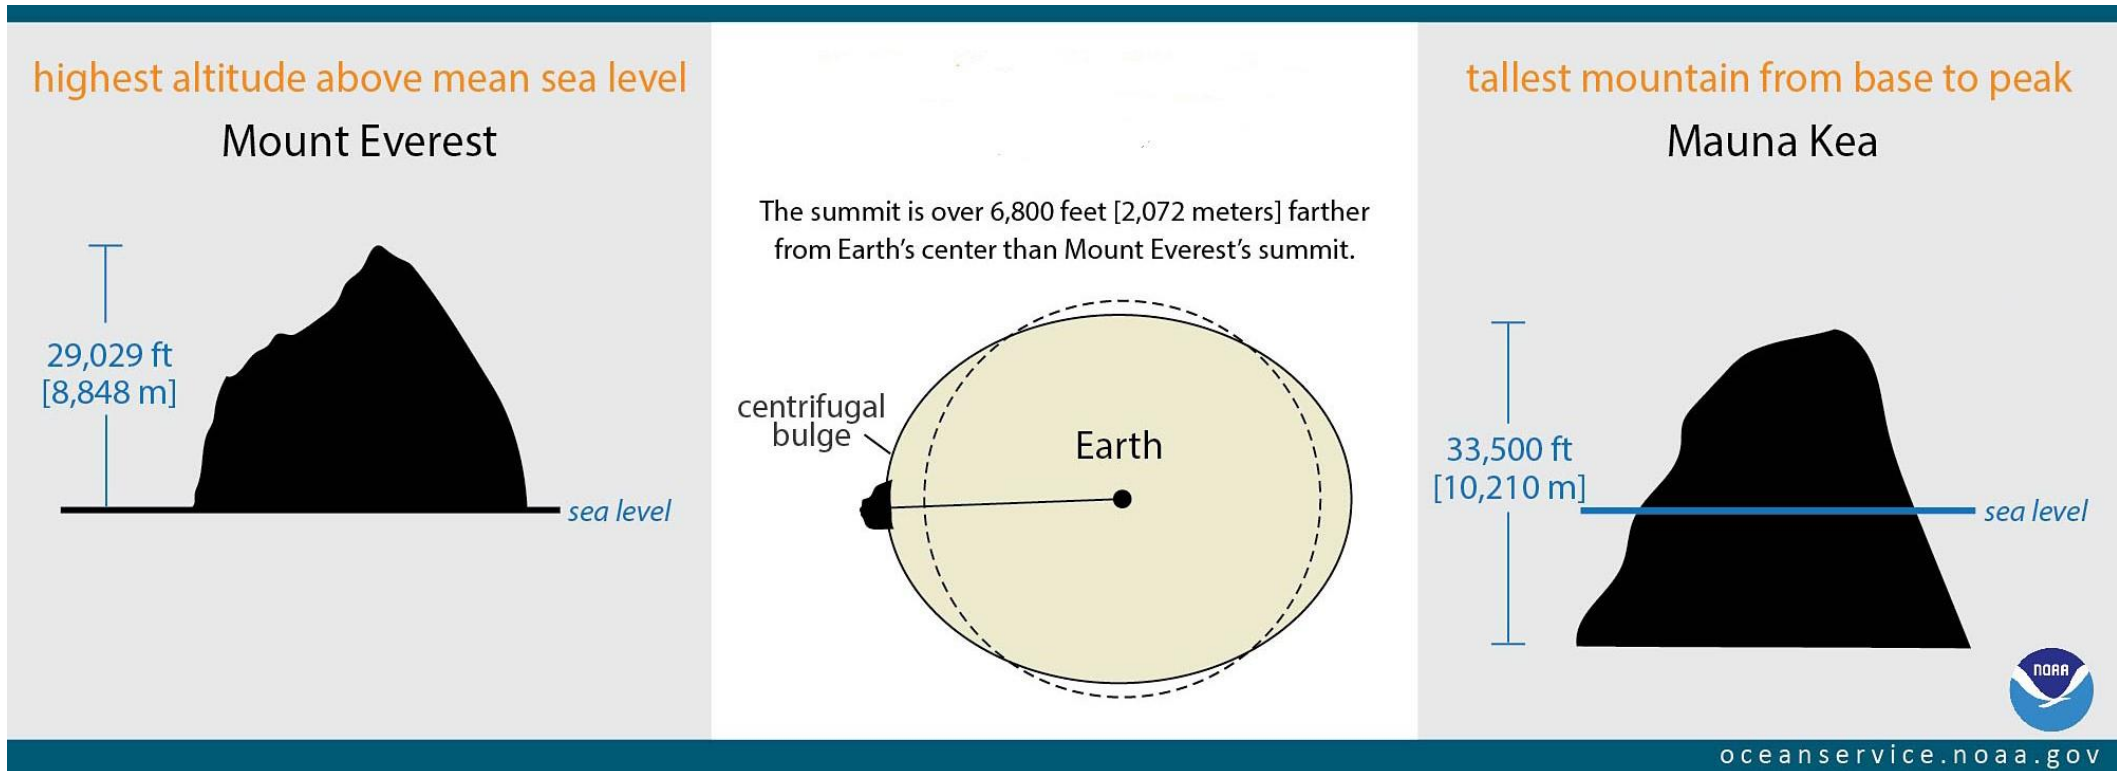 highest altitude above mean sea level
Mount Everest
29,029 ft
[8,848 m]
sea level
The summit is over 6,800 feet [2,072 meters] farther
from Earth's center than Mount Everest's summit.
centrifugal
bulge
Earth
tallest mountain from base to peak
Mauna Kea
33,500 ft
[10,210 m]
sea level
noaa
oceanservice.noaa.gov